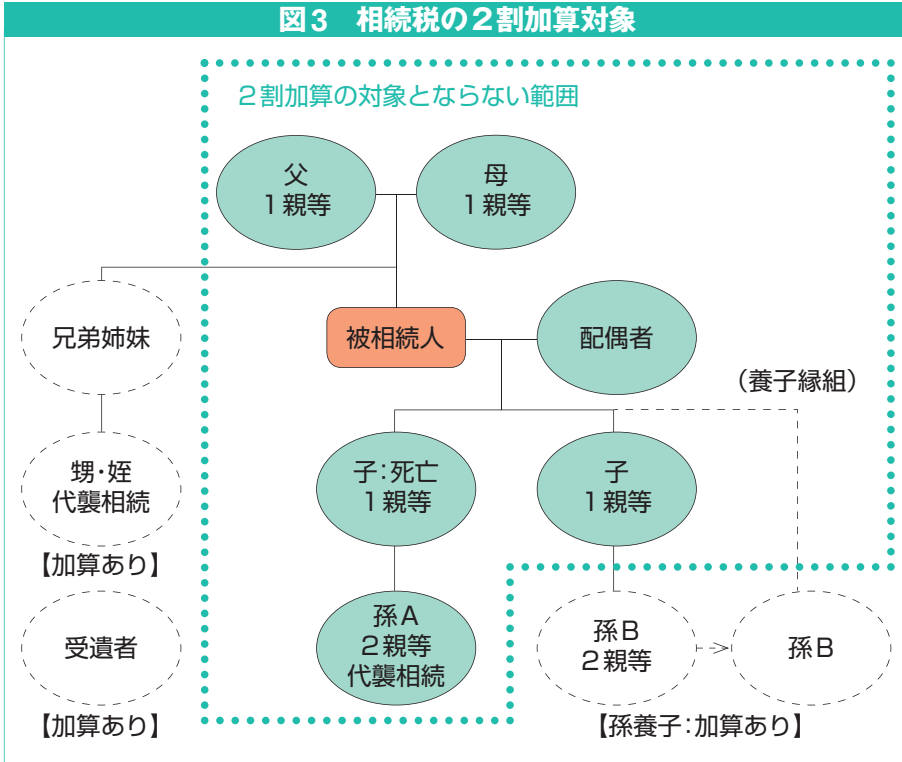 図3 相続税の2割加算対象
2割加算の対象とならない範囲
父
1親等
母
1親等
兄弟姉妹
被相続人
配偶者
（養子縁組）
甥・姪
代襲相続
【加算あり】
子：死亡
1親等
子
1親等
受遺者
【加算あり】
孫A
2親等
代襲相続
孫B
2親等
孫B
【孫養子：加算あり】